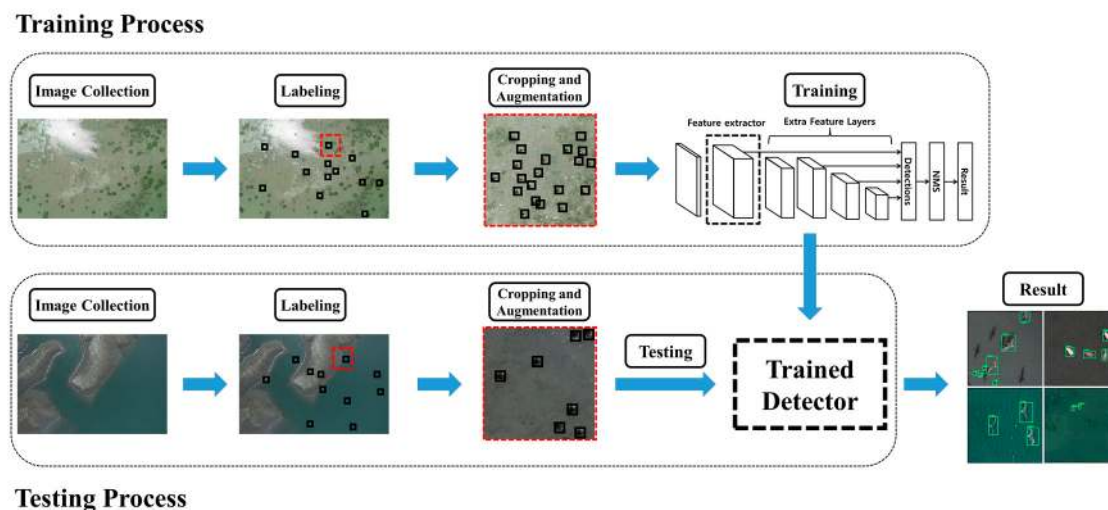 Training Process
Image Collection
Labeling
Cropping and
Augmentation
Training
Feature extractor
Extra Feature Layers
Detections
NMS
Result
Image Collection
Labeling
Cropping and
Augmentation
Testing
Trained
Detector
Result
Testing Process